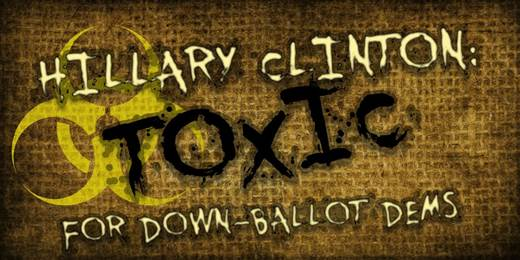 HILLARY CLINTON:
TOXIC
FOR DOWN-BALLOT DEMS